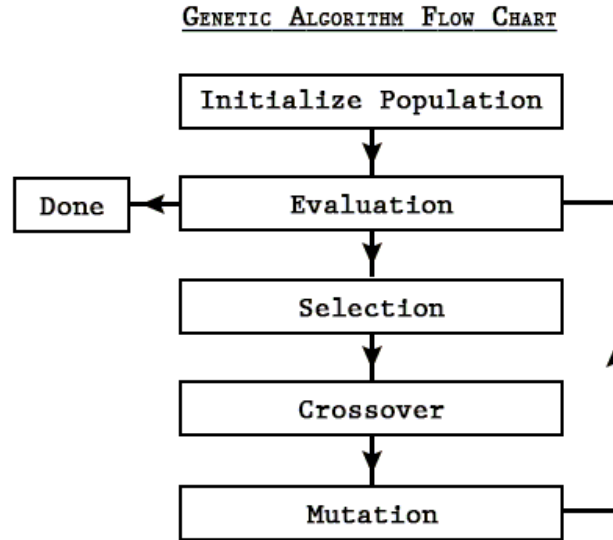 Genetic Algorithm Flow Chart
Initialize Population
Done
Evaluation
Selection
Crossover
Mutation